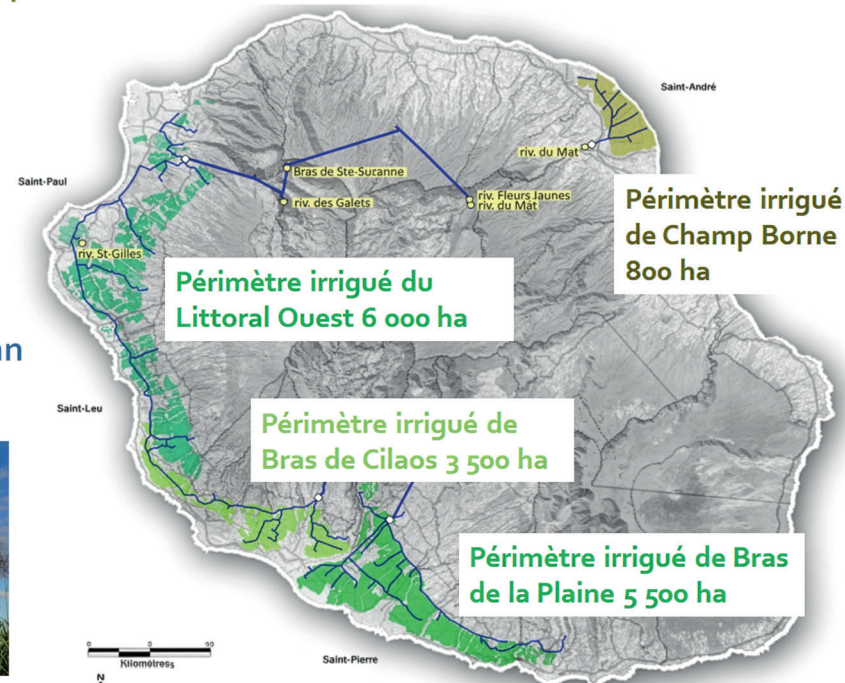 Saint-André
riv. du Mat
Bras de Ste-Suzanne
Saint-Paul
riv. Fleurs Jaunes
riv. du Mât
riv. des Galets
Périmètre irrigué
de Champ Borne
800 ha
riv. St-Gilles
Périmètre irrigué du
Littoral Ouest 6 000 ha
an
Saint-Leu
Périmètre irrigué de
Bras de Cilaos 3 500 ha
Périmètre irrigué de Bras
de la Plaine 5 500 ha
Kilomètres
Saint-Pierre
N